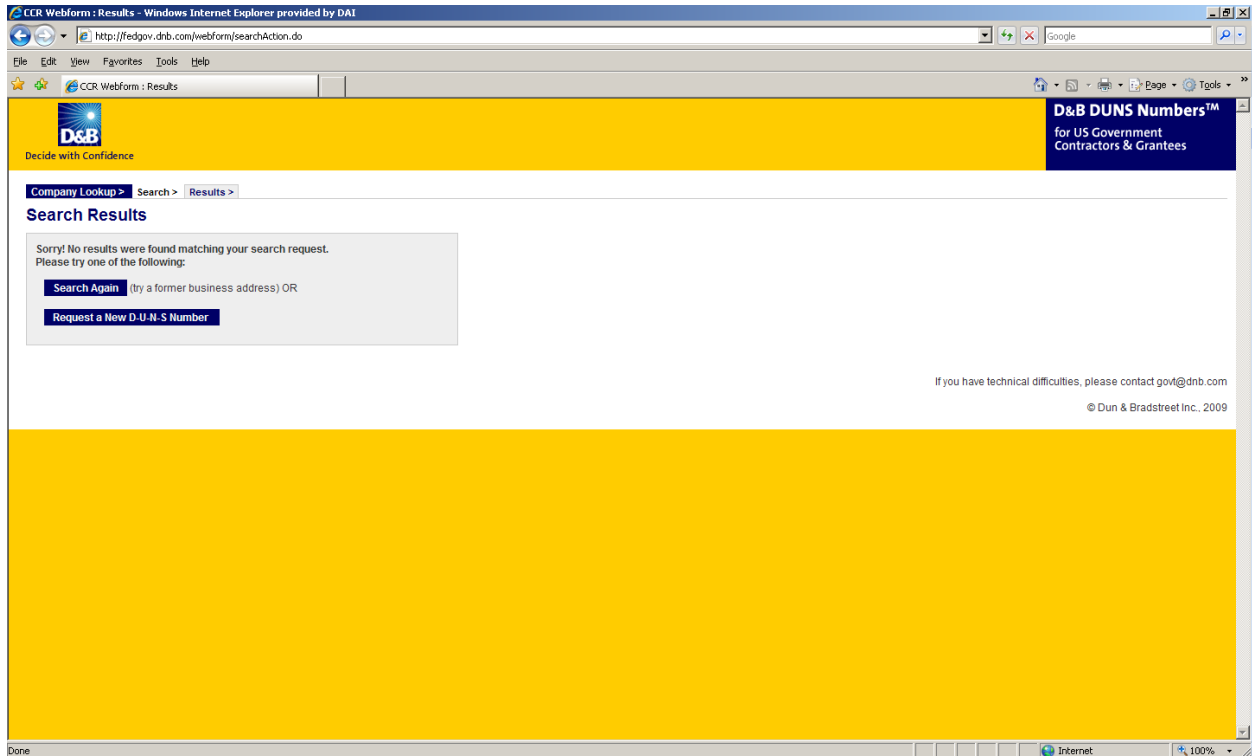 CCR Webform : Results - Windows Internet Explorer provided by DAI
http://fedgov.dnb.com/webform/searchAction.do
Google
File Edit View Favorites Tools Help
CCR Webform : Results
Page Tools »
D&B
Decide with Confidence
D&B DUNS Numbers™
for US Government
Contractors & Grantees
Company Lookup > Search > Results >
Search Results
Sorry! No results were found matching your search request.
Please try one of the following:
Search Again (try a former business address) OR
Request a New D-U-N-S Number
If you have technical difficulties, please contact govt@dnb.com
© Dun & Bradstreet Inc., 2009
Done Internet 100%